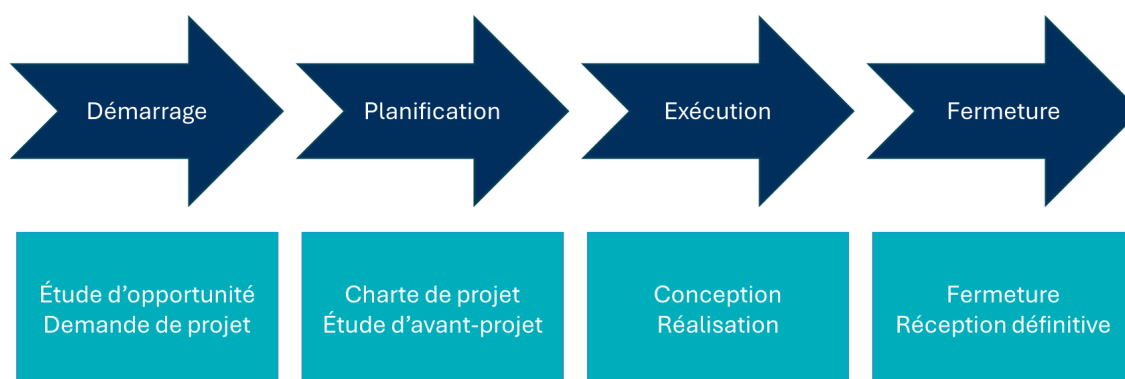 Démarrage
Planification
Exécution
Fermeture
Étude d’opportunité
Demande de projet
Charte de projet
Étude d’avant-projet
Conception
Réalisation
Fermeture
Réception définitive